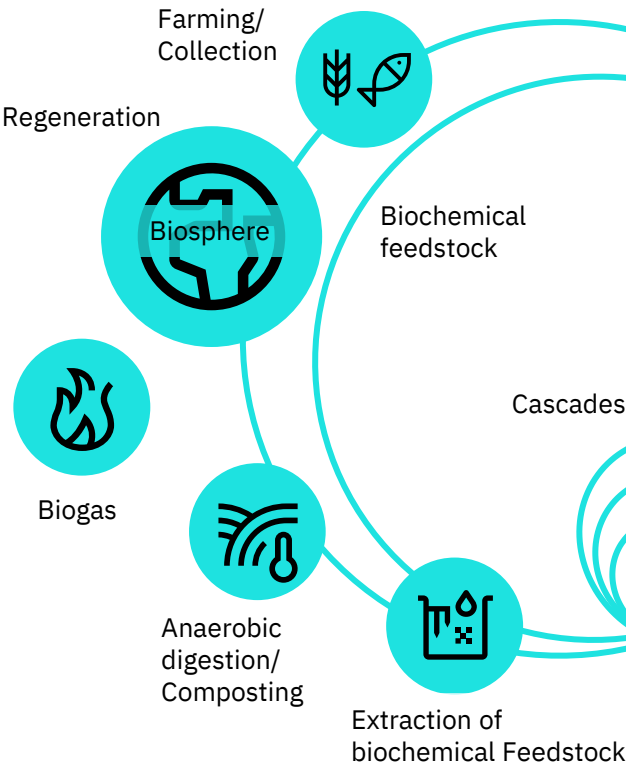 Farming/
Collection
Regeneration
Biosphere
Biochemical
feedstock
Cascades
Biogas
Anaerobic
digestion/
Composting
Extraction of
biochemical Feedstock